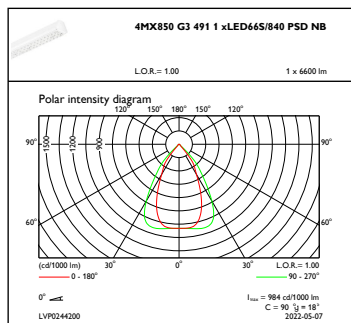 4MX850 G3 491 1 xLED66S/840 PSD NB
L.O.R.= 1.00 1 x 6600 lm
Polar intensity diagram
120° 150° 180° 150° 120°
90° -1500 -1200 -900 90°
60° 60°
(cd/1000 lm) 30° 0° 30° L.O.R.= 1.00
0 - 180° 90 - 270°
0° Imax = 984 cd/1000 lm
C = 90 °g = 18°
LVP0244200 2022-05-07